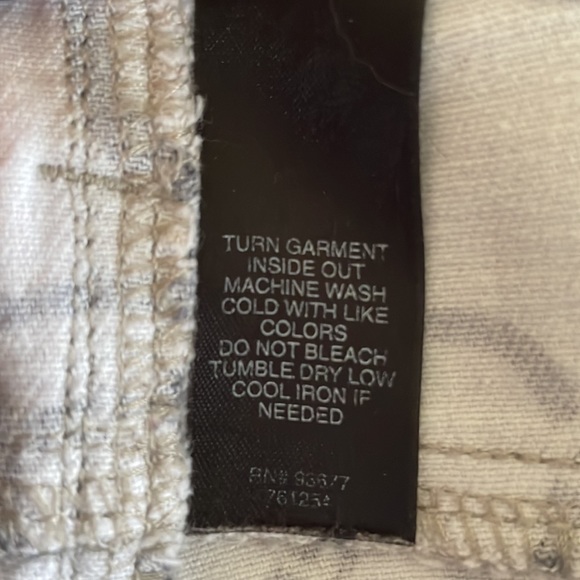 TURN GARMENT
INSIDE OUT
MACHINE WASH
COLD WITH LIKE
COLORS
DO NOT BLEACH
TUMBLE DRY LOW
COOL IRON IF
NEEDED
RN#